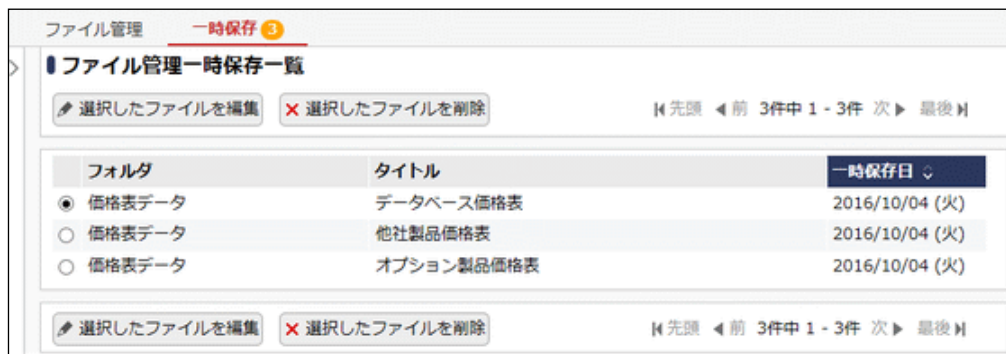 ファイル管理 一時保存 3
ファイル管理一時保存一覧
選択したファイルを編集 選択したファイルを削除 先頭 前 3件中 1 - 3件 次 最後
フォルダ タイトル 一時保存日
価格表データ データベース価格表 2016/10/04 (火)
価格表データ 他社製品価格表 2016/10/04 (火)
価格表データ オプション製品価格表 2016/10/04 (火)
選択したファイルを編集 選択したファイルを削除 先頭 前 3件中 1 - 3件 次 最後